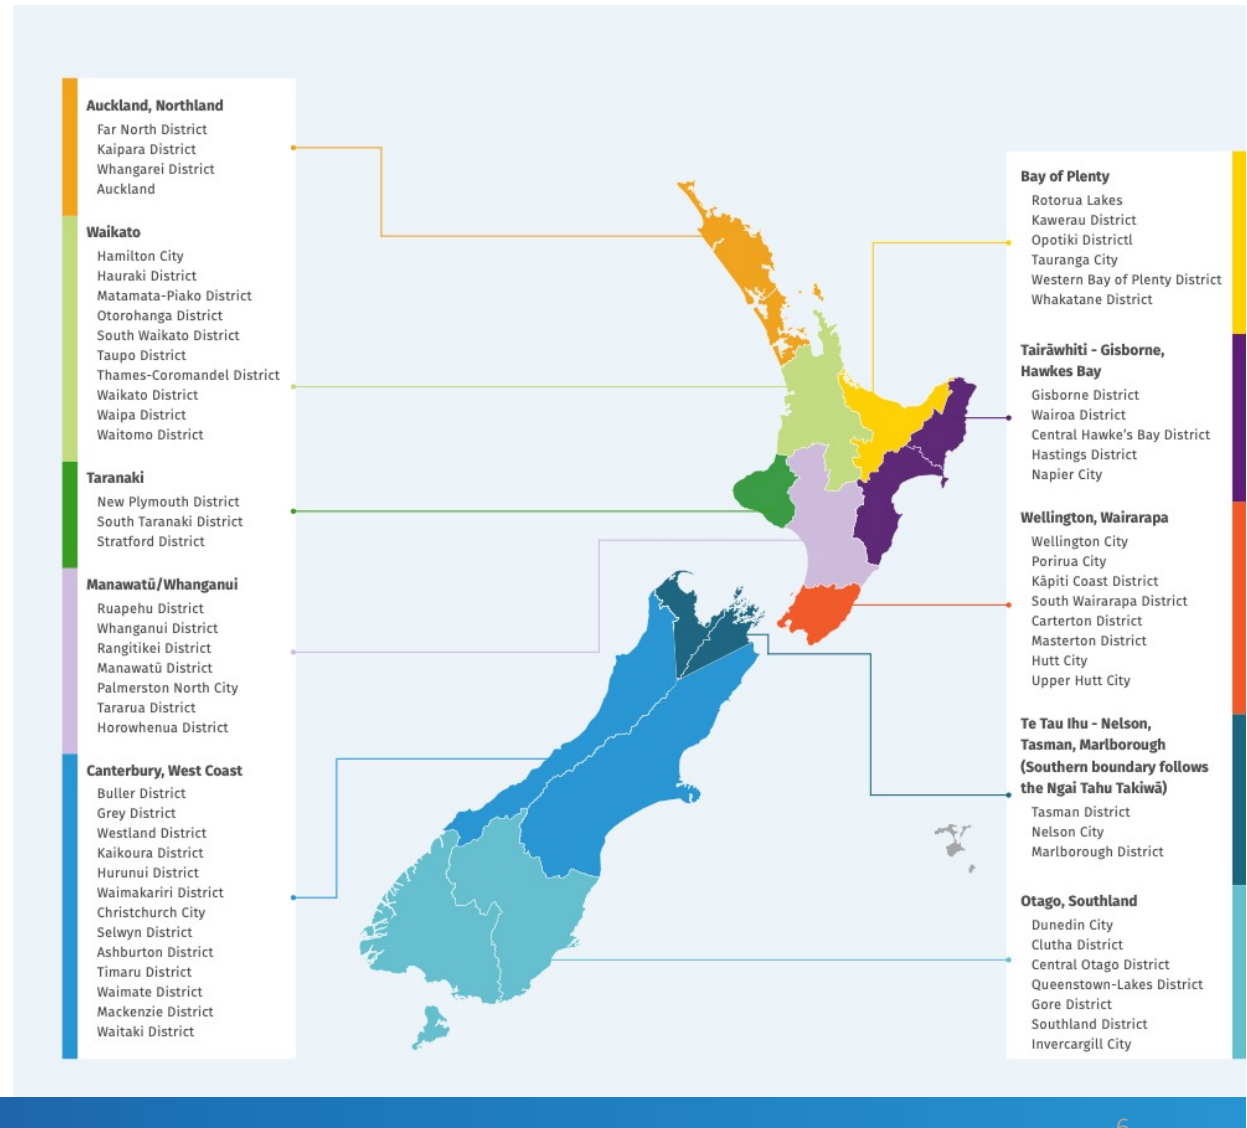 Auckland, Northland
Far North District
Kaipara District
Whangarei District
Auckland
Waikato
Hamilton City
Hauraki District
Matamata-Piako District
Otorohanga District
South Waikato District
Taupo District
Thames-Coromandel District
Waikato District
Waipa District
Waitomo District
Taranaki
New Plymouth District
South Taranaki District
Stratford District
Manawatū/Whanganui
Ruapehu District
Whanganui District
Rangitikei District
Manawatū District
Palmerston North City
Tararua District
Horowhenua District
Canterbury, West Coast
Buller District
Grey District
Westland District
Kaikoura District
Hurunui District
Waimakariri District
Christchurch City
Selwyn District
Ashburton District
Timaru District
Waimate District
Mackenzie District
Waitaki District
Bay of Plenty
Rotorua Lakes
Kawerau District
Opotiki Districtl
Tauranga City
Western Bay of Plenty District
Whakatane District
Tairāwhiti - Gisborne,
Hawkes Bay
Gisborne District
Wairoa District
Central Hawke's Bay District
Hastings District
Napier City
Wellington, Wairarapa
Wellington City
Porirua City
Kāpiti Coast District
South Wairarapa District
Carterton District
Masterton District
Hutt City
Upper Hutt City
Te Tau Ihu - Nelson,
Tasman, Marlborough
(Southern boundary follows
the Ngai Tahu Takiwā)
Tasman District
Nelson City
Marlborough District
Otago, Southland
Dunedin City
Clutha District
Central Otago District
Queenstown-Lakes District
Gore District
Southland District
Invercargill City